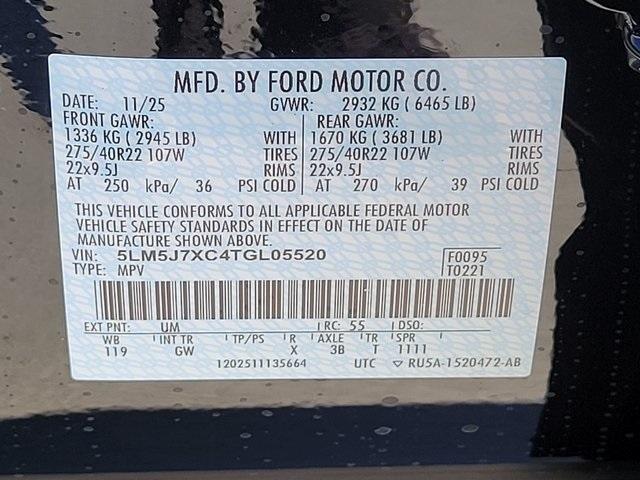 MFD. BY FORD MOTOR CO.
DATE: 11/25 GVWR: 2932 KG ( 6465 LB)
FRONT GAWR: REAR GAWR:
1336 KG ( 2945 LB) WITH 1670 KG ( 3681 LB) WITH
275/40R22 107W TIRES 275/40R22 107W TIRES
22x9.5J RIMS 22x9.5J RIMS
AT 250 kPa/ 36 PSI COLD AT 270 kPa/ 39 PSI COLD
THIS VEHICLE CONFORMS TO ALL APPLICABLE FEDERAL MOTOR
VEHICLE SAFETY STANDARDS IN EFFECT ON THE DATE OF
MANUFACTURE SHOWN ABOVE.
VIN: 5LM5J7XC4TGL05520 F0095
TYPE: MPV T0221
EXT PNT: UM RC: 55 DSO:
WB INT TR TP/PS R AXLE TR SPR
119 GW X 3B T 1111
1202511135664 UTC ▽ RU5A-1520472-AB